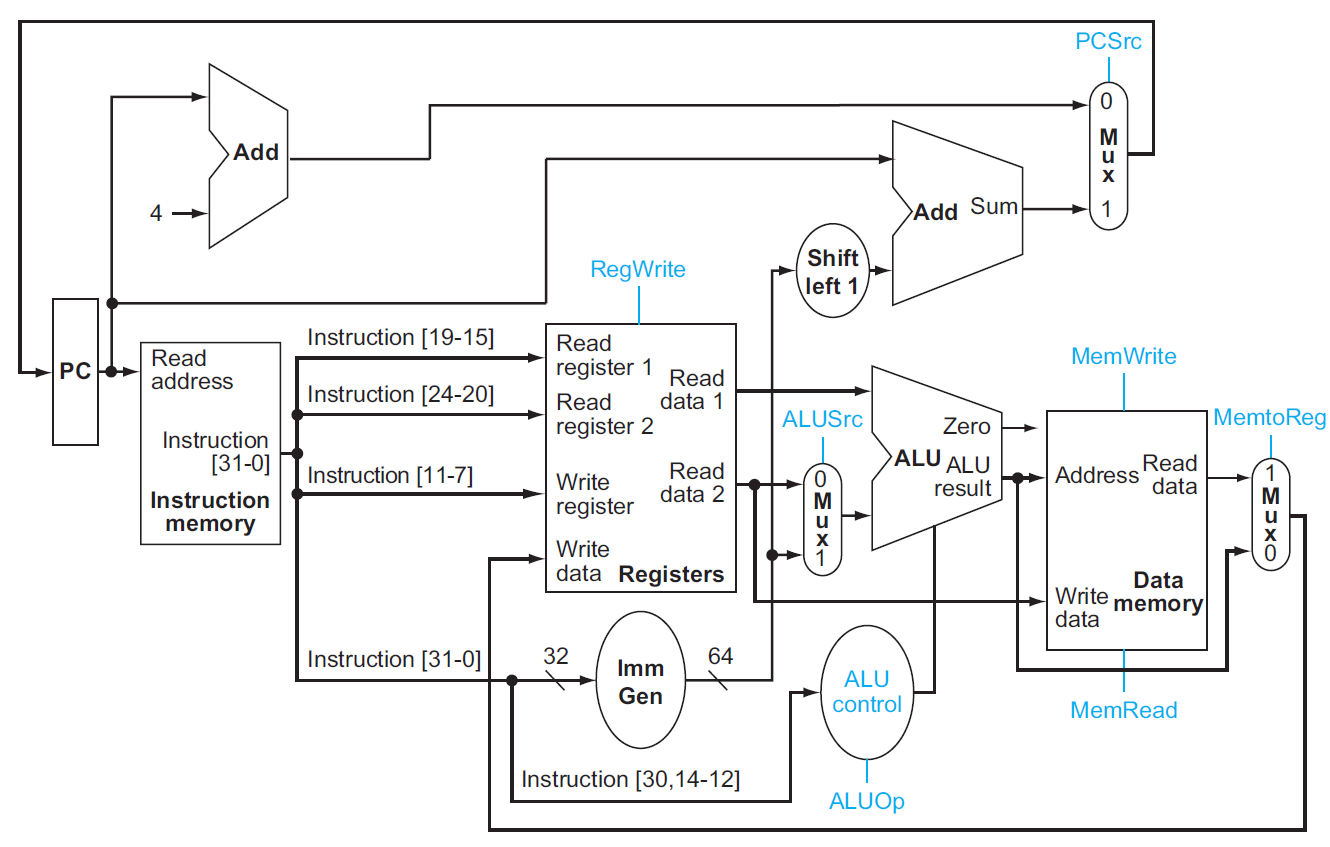 PCSrc
0
M
u
x
1
Add
4
Add Sum
Shift
left 1
RegWrite
PC
Read
address
Instruction
[31-0]
Instruction
memory
Instruction [19-15]
Instruction [24-20]
Instruction [11-7]
Instruction [31-0]
Read
register 1
Read
register 2
Write
register
Write
data
Read
data 1
Read
data 2
Registers
ALUSrc
0
M
u
x
1
Zero
ALU ALU
result
MemWrite
Address
Read
data
Write
data
Data
memory
MemRead
MemtoReg
1
M
u
x
0
32
Imm
Gen
64
ALU
control
Instruction [30,14-12]
ALUOp